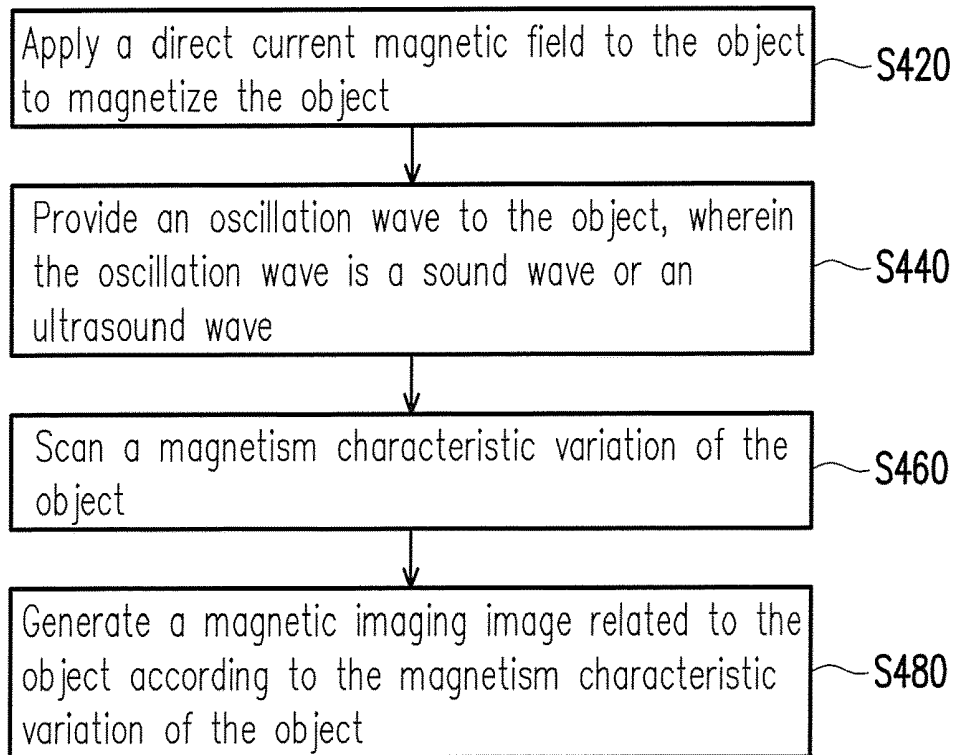 Apply a direct current magnetic field to the object
to magnetize the object
S420
Provide an oscillation wave to the object, wherein
the oscillation wave is a sound wave or an
ultrasound wave
S440
Scan a magnetism characteristic variation of the
object
S460
Generate a magnetic imaging image related to the
object according to the magnetism characteristic
variation of the object
S480